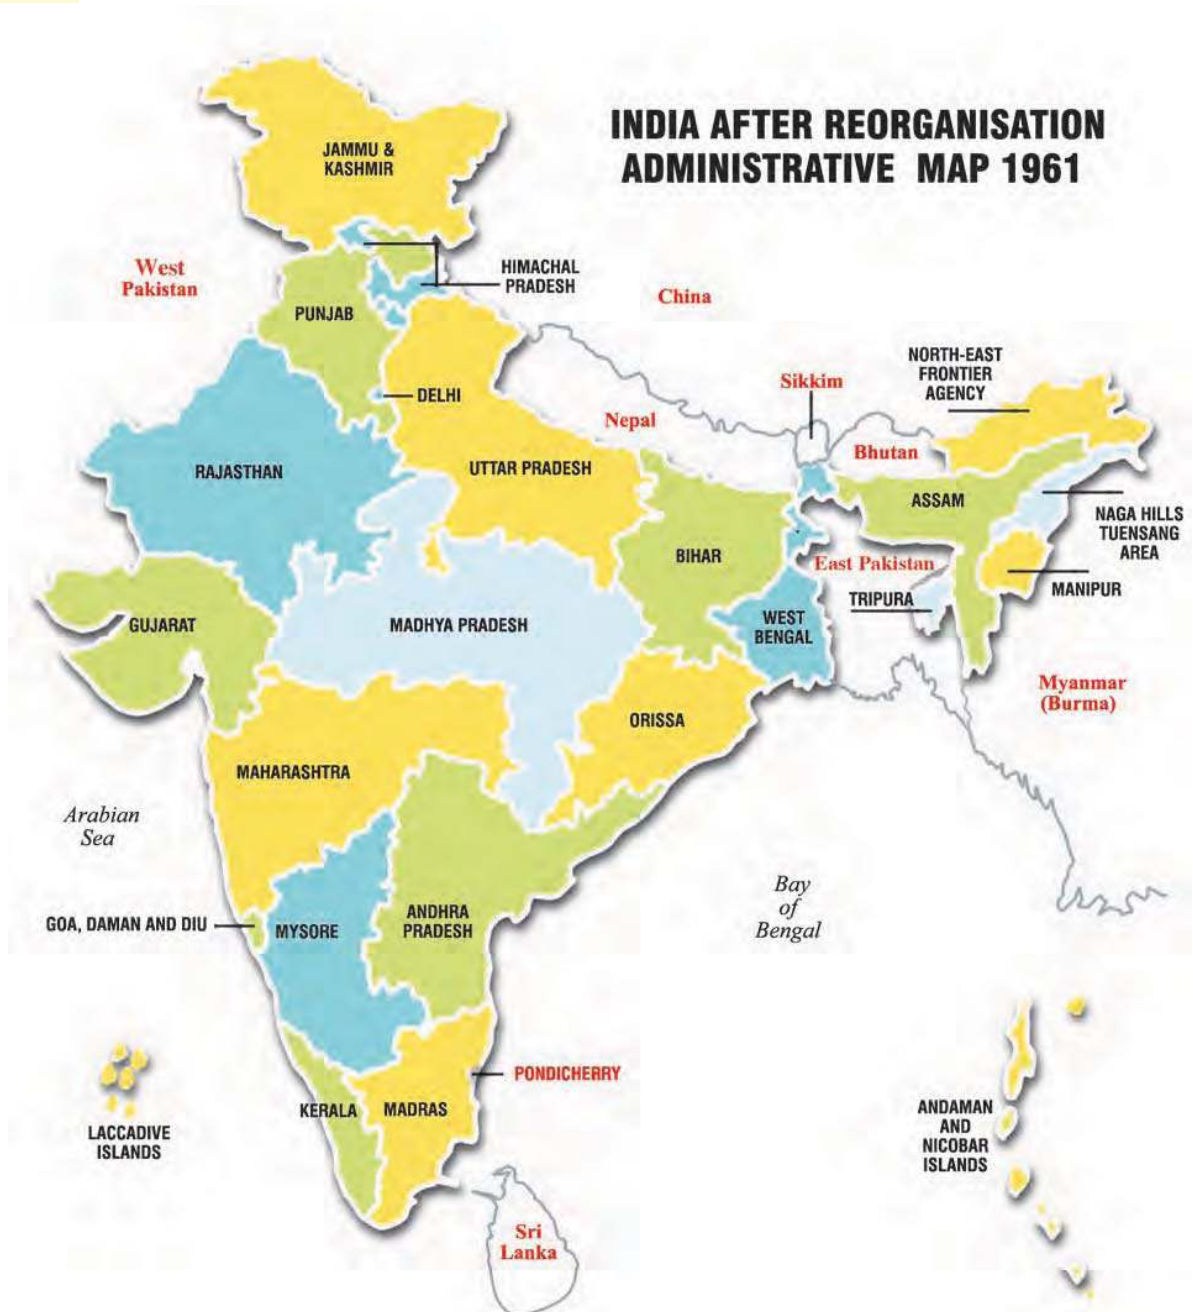 INDIA AFTER REORGANISATION
ADMINISTRATIVE MAP 1961
JAMMU &
KASHMIR
West
Pakistan
HIMACHAL
PRADESH
China
PUNJAB
NORTH-EAST
FRONTIER
AGENCY
Sikkim
DELHI
Nepal
Bhutan
RAJASTHAN
UTTAR PRADESH
ASSAM
NAGA HILLS
TUENSANG
AREA
BIHAR
East Pakistan
MANIPUR
TRIPURA
GUJARAT
MADHYA PRADESH
WEST
BENGAL
Myanmar
(Burma)
ORISSA
MAHARASHTRA
Arabian
Sea
Bay
of
Bengal
GOA, DAMAN AND DIU
MYSORE
ANDHRA
PRADESH
PONDICHERRY
KERALA
MADRAS
LACCADIVE
ISLANDS
ANDAMAN
AND
NICOBAR
ISLANDS
Sri
Lanka